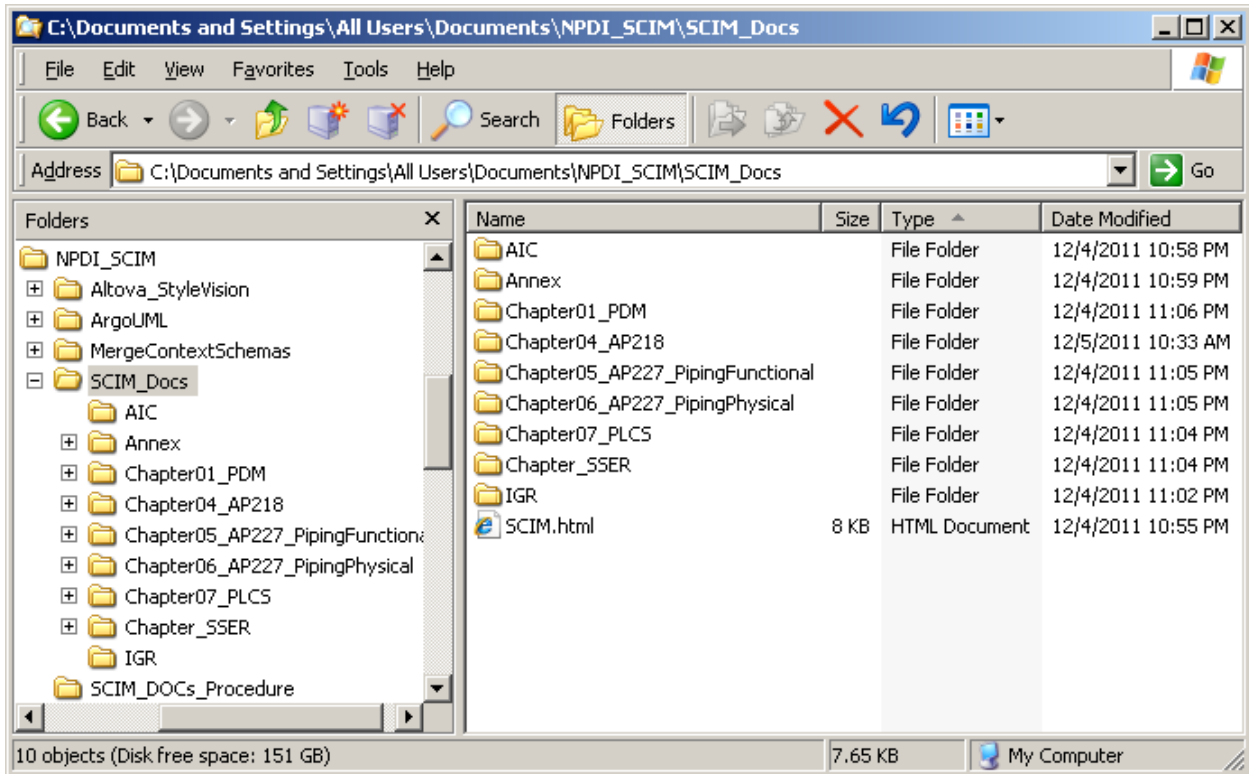 C:\Documents and Settings\All Users\Documents\NPDI_SCIM\SCIM_Docs
File Edit View Favorites Tools Help
Back Search Folders
Address C:\Documents and Settings\All Users\Documents\NPDI_SCIM\SCIM_Docs Go
Folders
NPDI_SCIM
Altova_StyleVision
ArgoUML
MergeContextSchemas
SCIM_Docs
AIC
Annex
Chapter01_PDM
Chapter04_AP218
Chapter05_AP227_PipingFunctiona
Chapter06_AP227_PipingPhysical
Chapter07_PLCS
Chapter_SSER
IGR
SCIM_DOCs_Procedure
Name Size Type Date Modified
AIC File Folder 12/4/2011 10:58 PM
Annex File Folder 12/4/2011 10:59 PM
Chapter01_PDM File Folder 12/4/2011 11:06 PM
Chapter04_AP218 File Folder 12/5/2011 10:33 AM
Chapter05_AP227_PipingFunctional File Folder 12/4/2011 11:05 PM
Chapter06_AP227_PipingPhysical File Folder 12/4/2011 11:05 PM
Chapter07_PLCS File Folder 12/4/2011 11:04 PM
Chapter_SSER File Folder 12/4/2011 11:04 PM
IGR File Folder 12/4/2011 11:02 PM
SCIM.html 8 KB HTML Document 12/4/2011 10:55 PM
10 objects (Disk free space: 151 GB) 7.65 KB My Computer